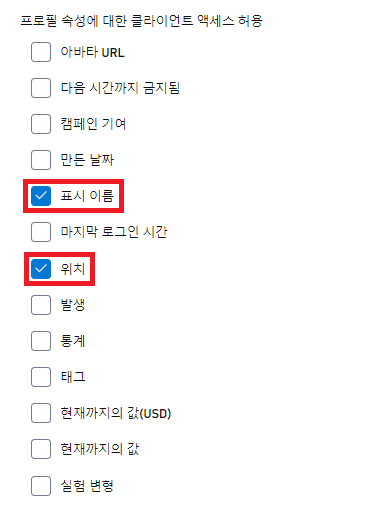 프로필 속성에 대한 클라이언트 액세스 허용
아바타 URL
다음 시간까지 금지됨
캠페인 기여
만든 날짜
표시 이름
마지막 로그인 시간
위치
발생
통계
태그
현재까지의 값(USD)
현재까지의 값
실험 변형